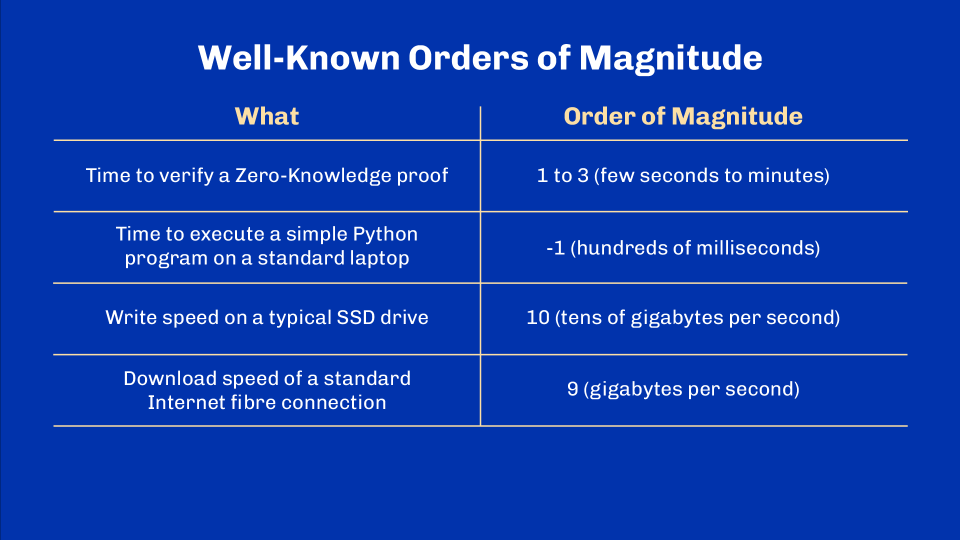 Well-Known Orders of Magnitude
What
Order of Magnitude
Time to verify a Zero-Knowledge proof
1 to 3 (few seconds to minutes)
Time to execute a simple Python
program on a standard laptop
-1 (hundreds of milliseconds)
Write speed on a typical SSD drive
10 (tens of gigabytes per second)
Download speed of a standard
Internet fibre connection
9 (gigabytes per second)